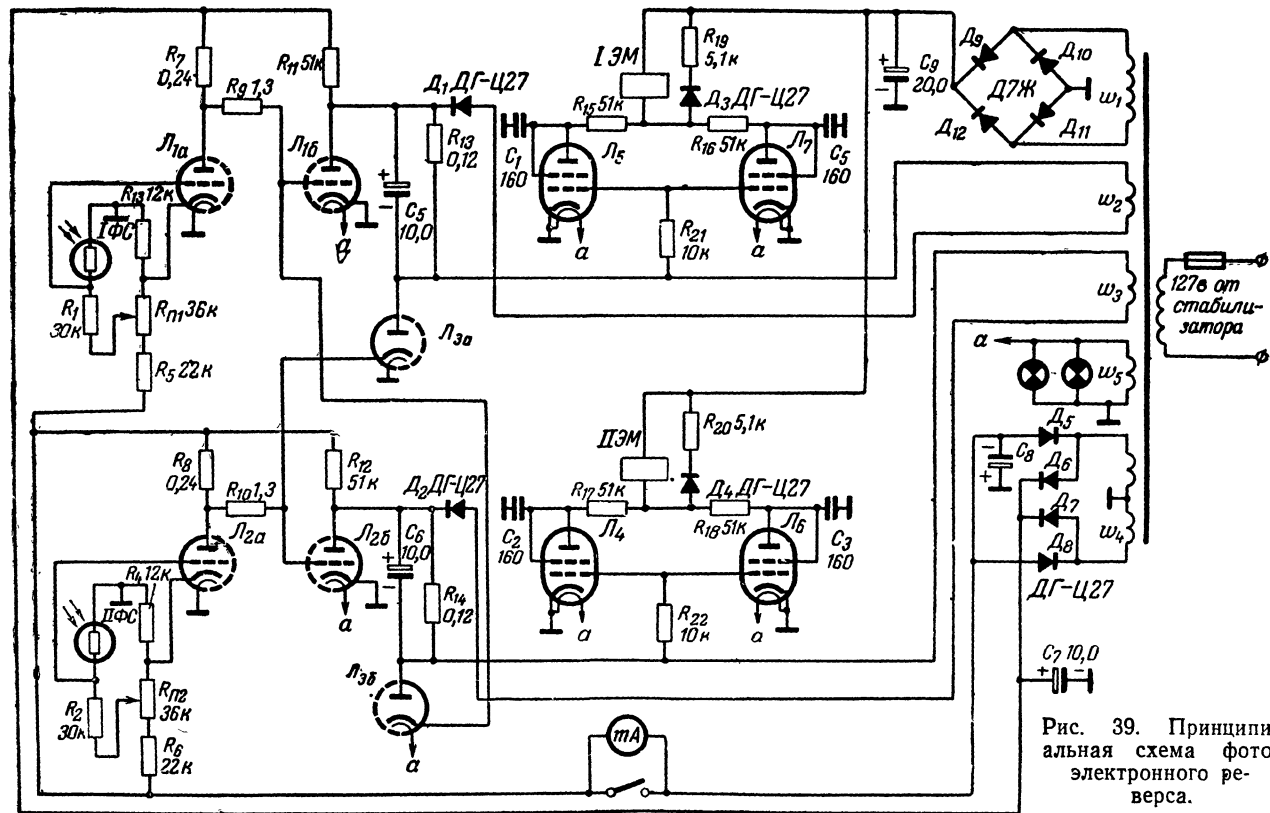 R7
0,24
R9 1,3
R11 51к
Д1 ДГ-Ц27
R13
0,12
Л1а
Л1б
R13 12к
IФС
R1
30к
Rп1 36к
R5 22к
а
+
-
C5
10,0
Л3а
I ЭМ
R19
5,1к
R15 51к
Д3 ДГ-Ц27
R16 51к
C1
160
Л5
Л7
C5
160
а
а
R21
10к
+
-
C9
20,0
Д9
Д10
Д7Ж
Д12
Д11
w1
w2
w3
127в от
стабили-
затора
а
w5
R8
0,24
R10 1,3
R12
51к
Д2 ДГ-Ц27
Л2а
Л2б
C6
10,0
+
-
R14
0,12
R4 12к
IIФС
R2
30к
Rп2
36к
R6
22к
а
Л3б
а
IIЭМ
R20 5,1к
R17 51к
Д4 ДГ-Ц27
R18 51к
C2
160
Л4
Л6
C3
160
а
а
R22
10к
-
+
C8
Д5
Д6
Д7
Д8
w4
ДГ-Ц27
C7 10,0
+
-
mA
Рис. 39. Принципи
альная схема фото
электронного ре-
верса.